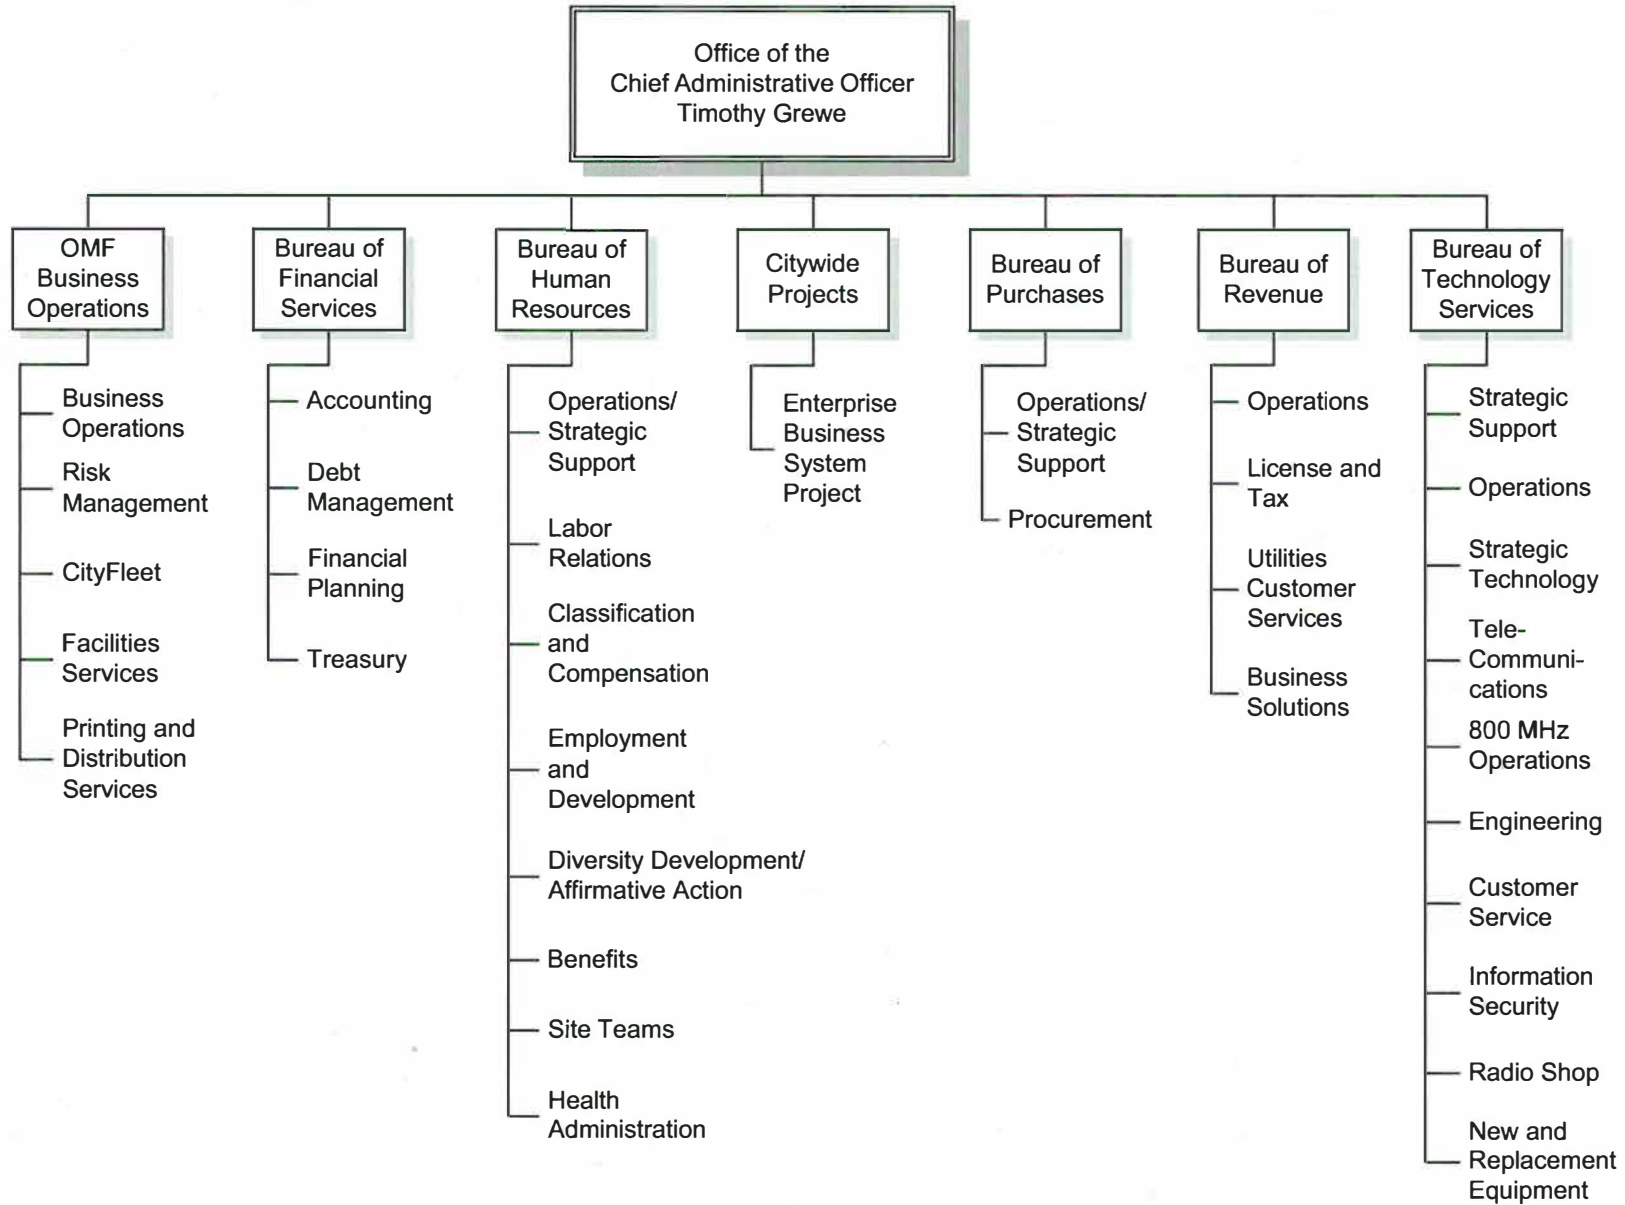 Office of the
Chief Administrative Officer
Timothy Grewe
OMF
Business
Operations
Bureau of
Financial
Services
Bureau of
Human
Resources
Citywide
Projects
Bureau of
Purchases
Bureau of
Revenue
Bureau of
Technology
Services
Business
Operations
Risk
Management
CityFleet
Facilities
Services
Printing and
Distribution
Services
Accounting
Debt
Management
Financial
Planning
Treasury
Operations/
Strategic
Support
Labor
Relations
Classification
and
Compensation
Employment
and
Development
Diversity Development/
Affirmative Action
Benefits
Site Teams
Health
Administration
Enterprise
Business
System
Project
Operations/
Strategic
Support
Procurement
Operations
License and
Tax
Utilities
Customer
Services
Business
Solutions
Strategic
Support
Operations
Strategic
Technology
Tele-
Communi-
cations
800 MHz
Operations
Engineering
Customer
Service
Information
Security
Radio Shop
New and
Replacement
Equipment